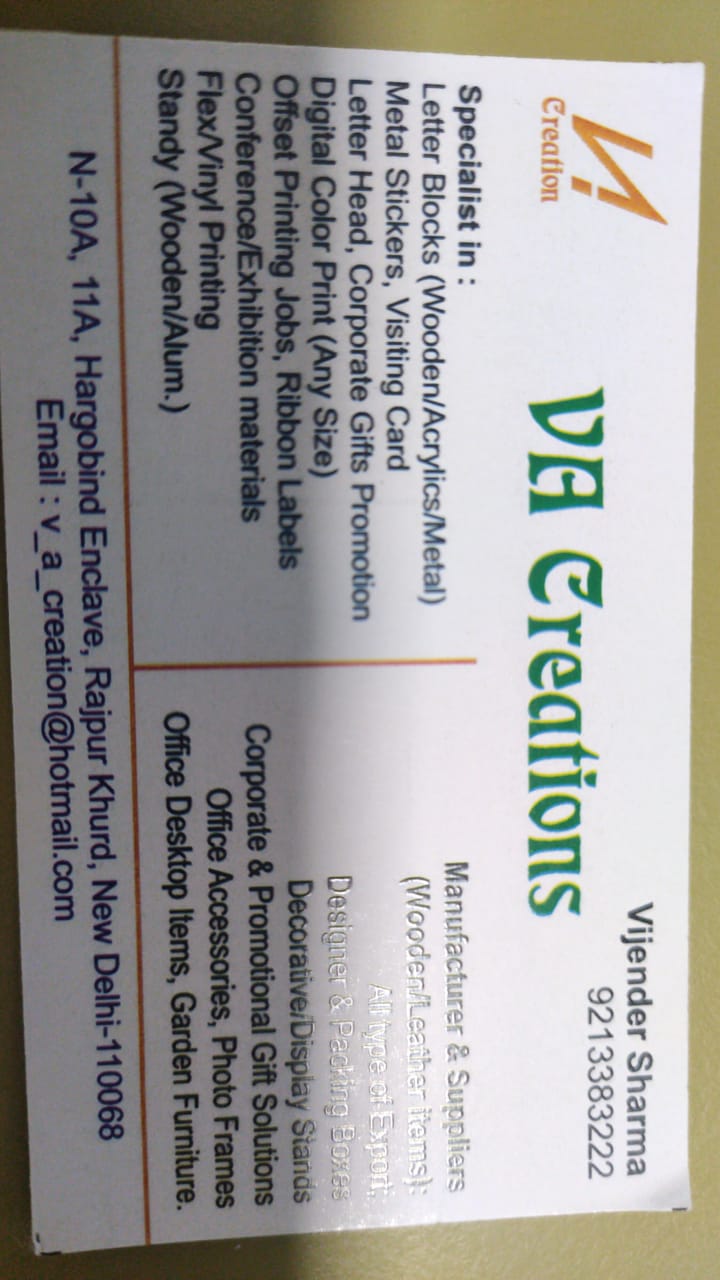 Creation
VA Creations
Vijender Sharma
9213383222
Specialist in :
Letter Blocks (Wooden/Acrylics/Metal)
Metal Stickers, Visiting Card
Letter Head, Corporate Gifts Promotion
Digital Color Print (Any Size)
Offset Printing Jobs, Ribbon Labels
Conference/Exhibition materials
Flex/Vinyl Printing
Standy (Wooden/Alum.)
Manufacturer & Suppliers
(Wooden/Leather items):
All type of Export;
Designer & Packing Boxes
Decorative/Display Stands
Corporate & Promotional Gift Solutions
Office Accessories, Photo Frames
Office Desktop Items, Garden Furniture.
N-10A, 11A, Hargobind Enclave, Rajpur Khurd, New Delhi-110068
Email : v_a_creation@hotmail.com